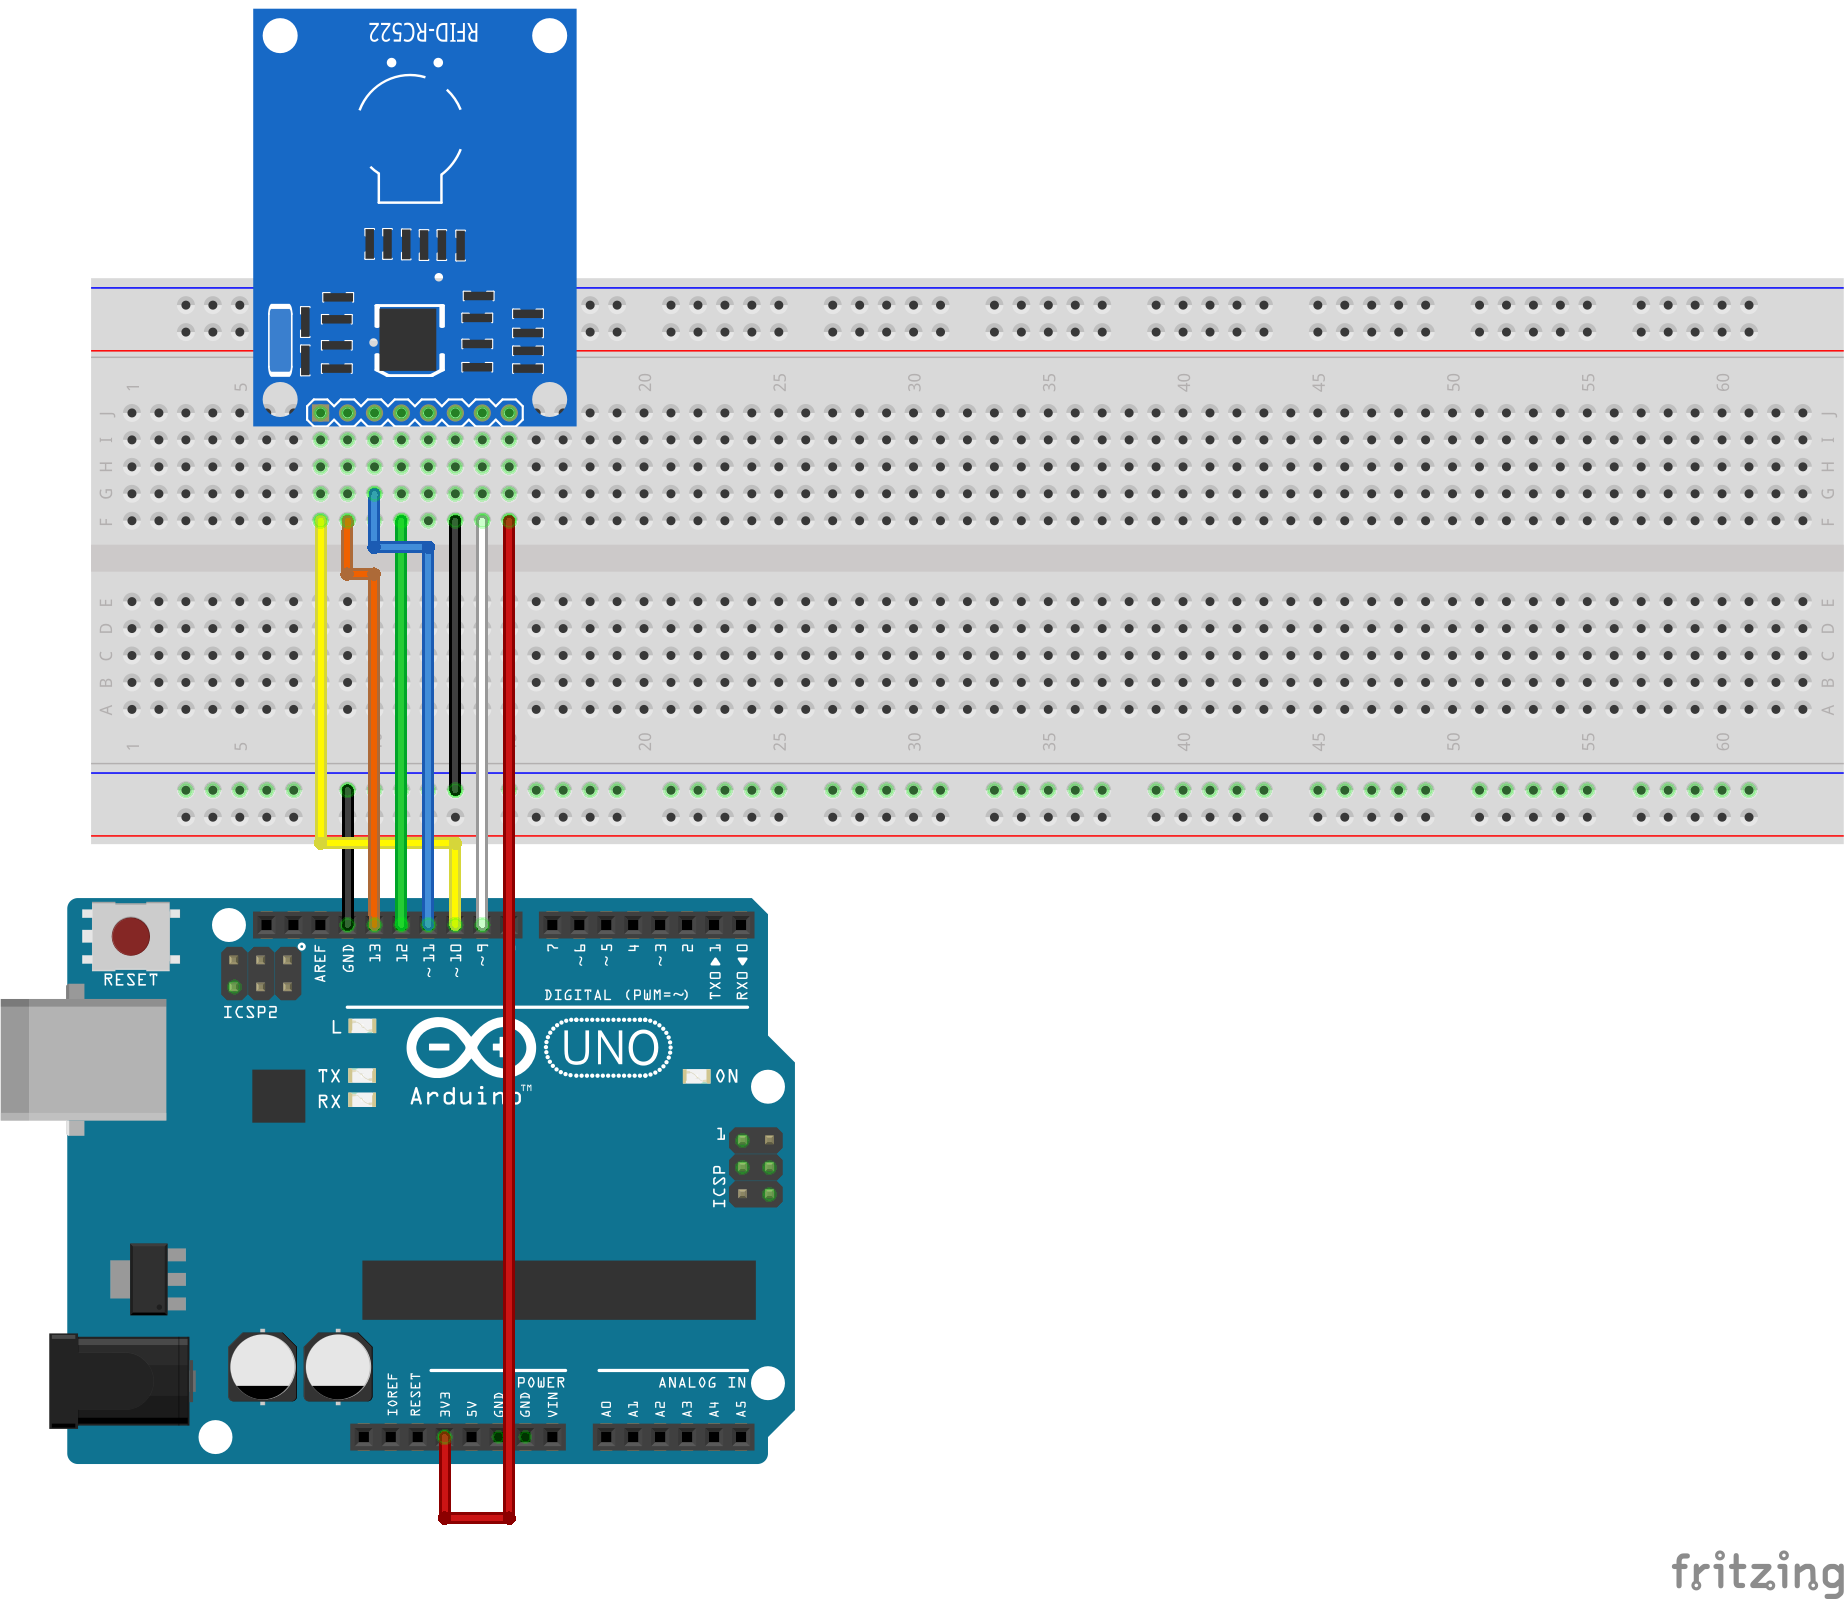 RFID-RC522
1 5 20 25 30 35 40 45 50 55 60
J J
I I
H H
G G
F F
E E
D D
C C
B B
A A
1 5 20 25 30 35 40 45 50 55 60
RESET
ICSP2
AREF GND 13 12 ~11 ~10 ~9 7 ~6 ~5 4 ~3 2 TX0▶1 RX0◀0
DIGITAL (PWM=~)
L
TX
RX
UNO
Arduino™
ON
1
ICSP
POWER
ANALOG IN
IOREF RESET 3V3 5V GND GND VIN A0 A1 A2 A3 A4 A5
fritzing